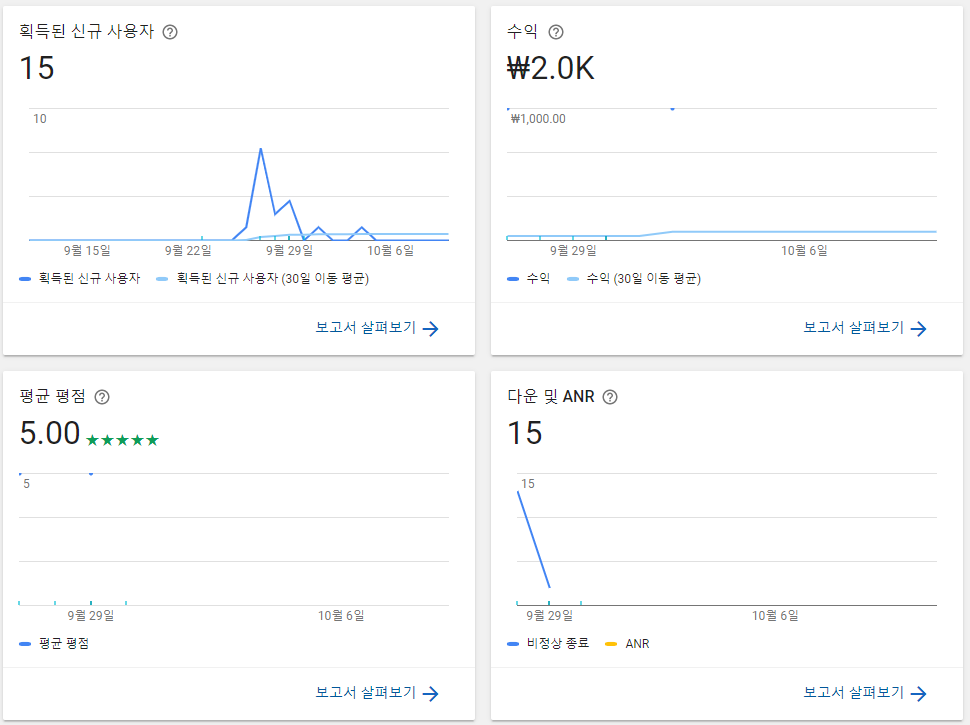 획득된 신규 사용자
15
10
9월 15일 9월 22일 9월 29일 10월 6일
획득된 신규 사용자 획득된 신규 사용자 (30일 이동 평균)
보고서 살펴보기
수익
₩2.0K
₩1,000.00
9월 29일 10월 6일
수익 수익 (30일 이동 평균)
보고서 살펴보기
평균 평점
5.00 ★★★★★
5
9월 29일 10월 6일
평균 평점
보고서 살펴보기
다운 및 ANR
15
15
9월 29일 10월 6일
비정상 종료 ANR
보고서 살펴보기